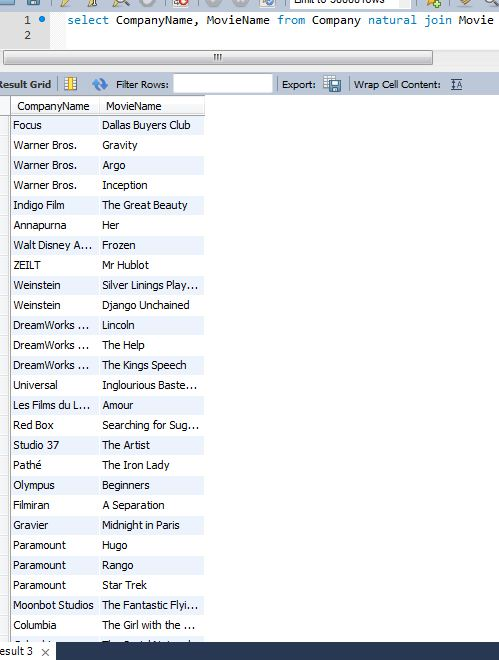 Limit to 50000 rows
1 select CompanyName, MovieName from Company natural join Movie
2
Result Grid Filter Rows: Export: Wrap Cell Content:
CompanyName MovieName
Focus Dallas Buyers Club
Warner Bros. Gravity
Warner Bros. Argo
Warner Bros. Inception
Indigo Film The Great Beauty
Annapurna Her
Walt Disney A... Frozen
ZEILT Mr Hublot
Weinstein Silver Linings Play...
Weinstein Django Unchained
DreamWorks ... Lincoln
DreamWorks ... The Help
DreamWorks ... The Kings Speech
Universal Inglourious Baste...
Les Films du L... Amour
Red Box Searching for Sug...
Studio 37 The Artist
Pathé The Iron Lady
Olympus Beginners
Filmiran A Separation
Gravier Midnight in Paris
Paramount Hugo
Paramount Rango
Paramount Star Trek
Moonbot Studios The Fantastic Flyi...
Columbia The Girl with the ...
esult 3